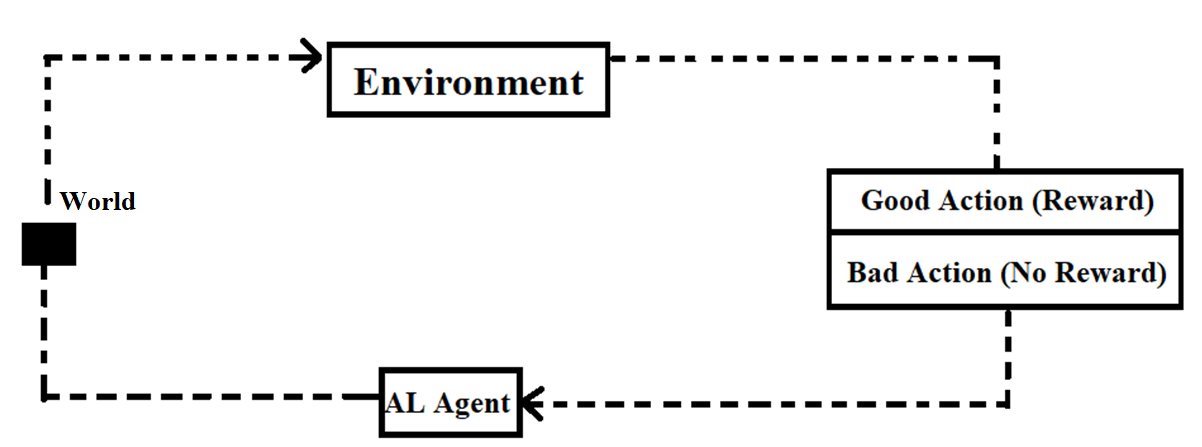 Environment
World
Good Action (Reward)
Bad Action (No Reward)
AL Agent